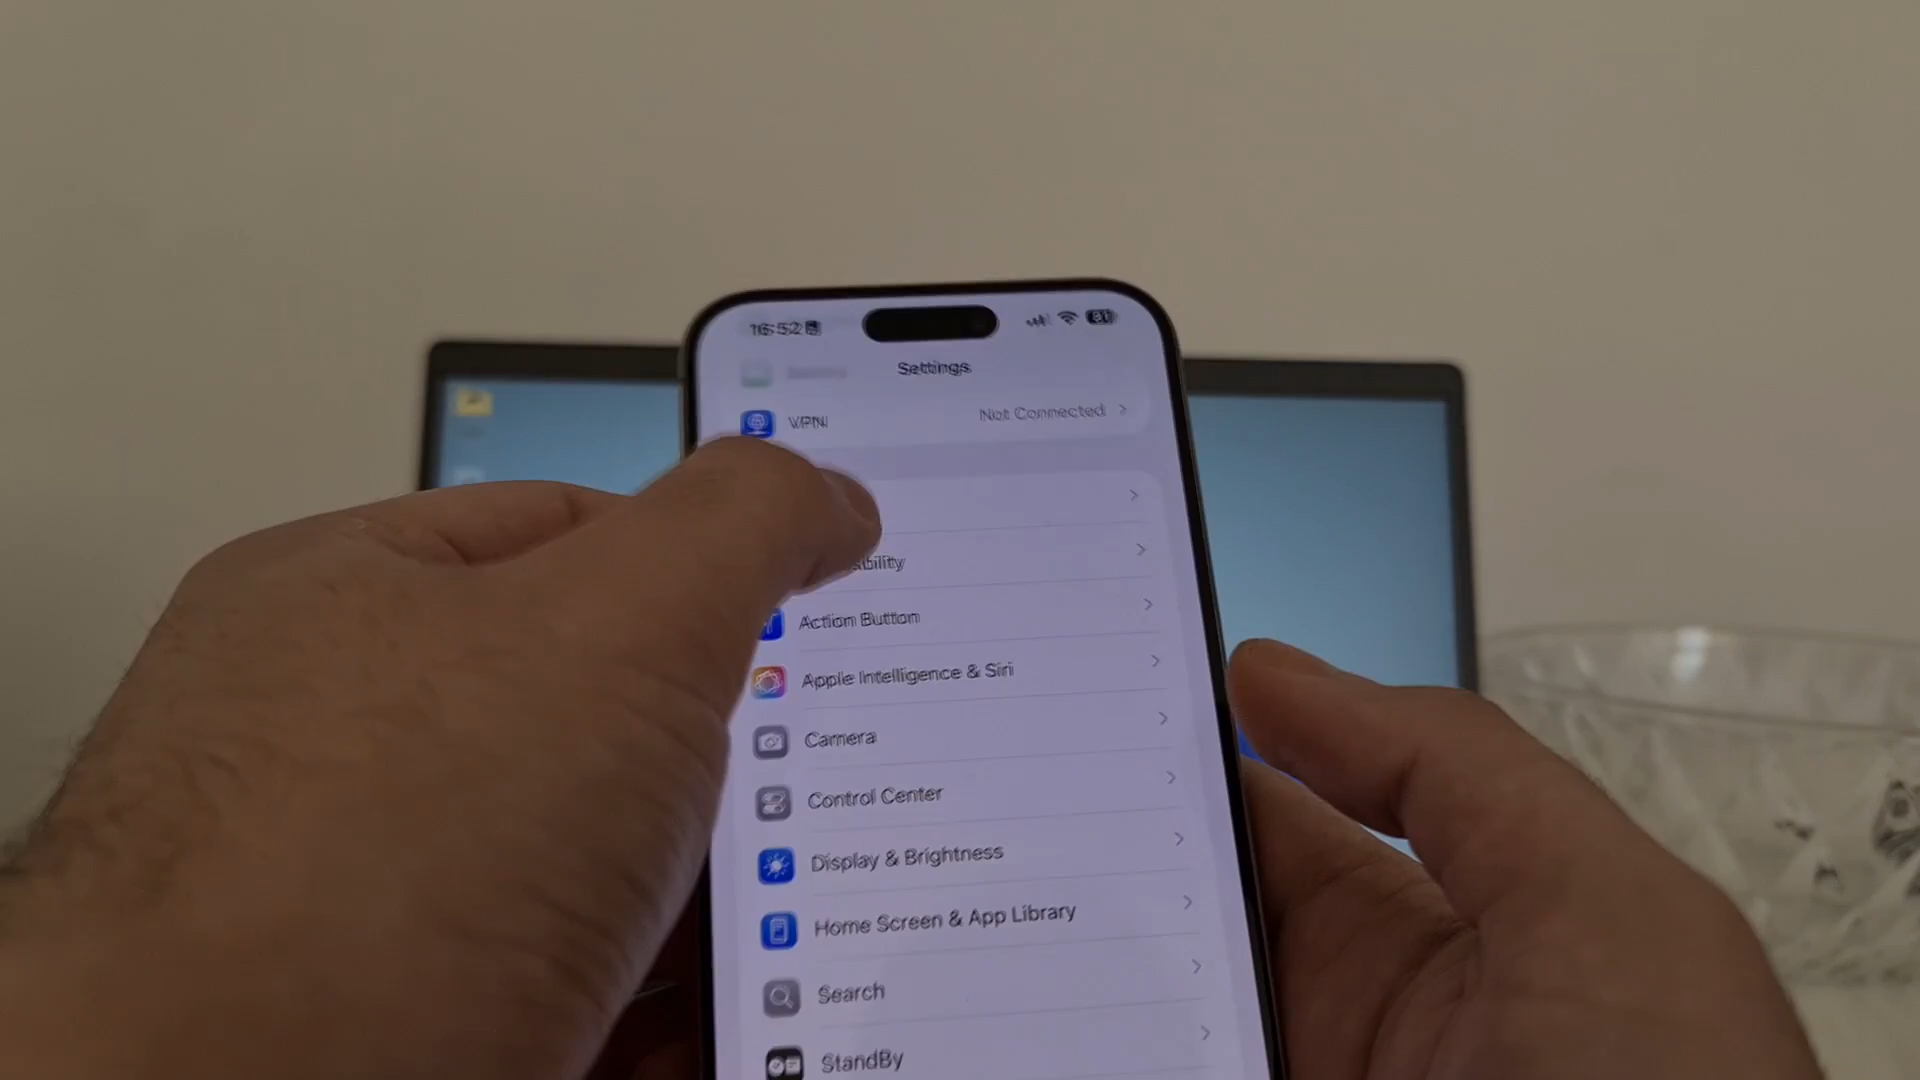 16:52
Settings
VPN Not Connected
ability
Action Button
Apple Intelligence & Siri
Camera
Control Center
Display & Brightness
Home Screen & App Library
Search
StandBy